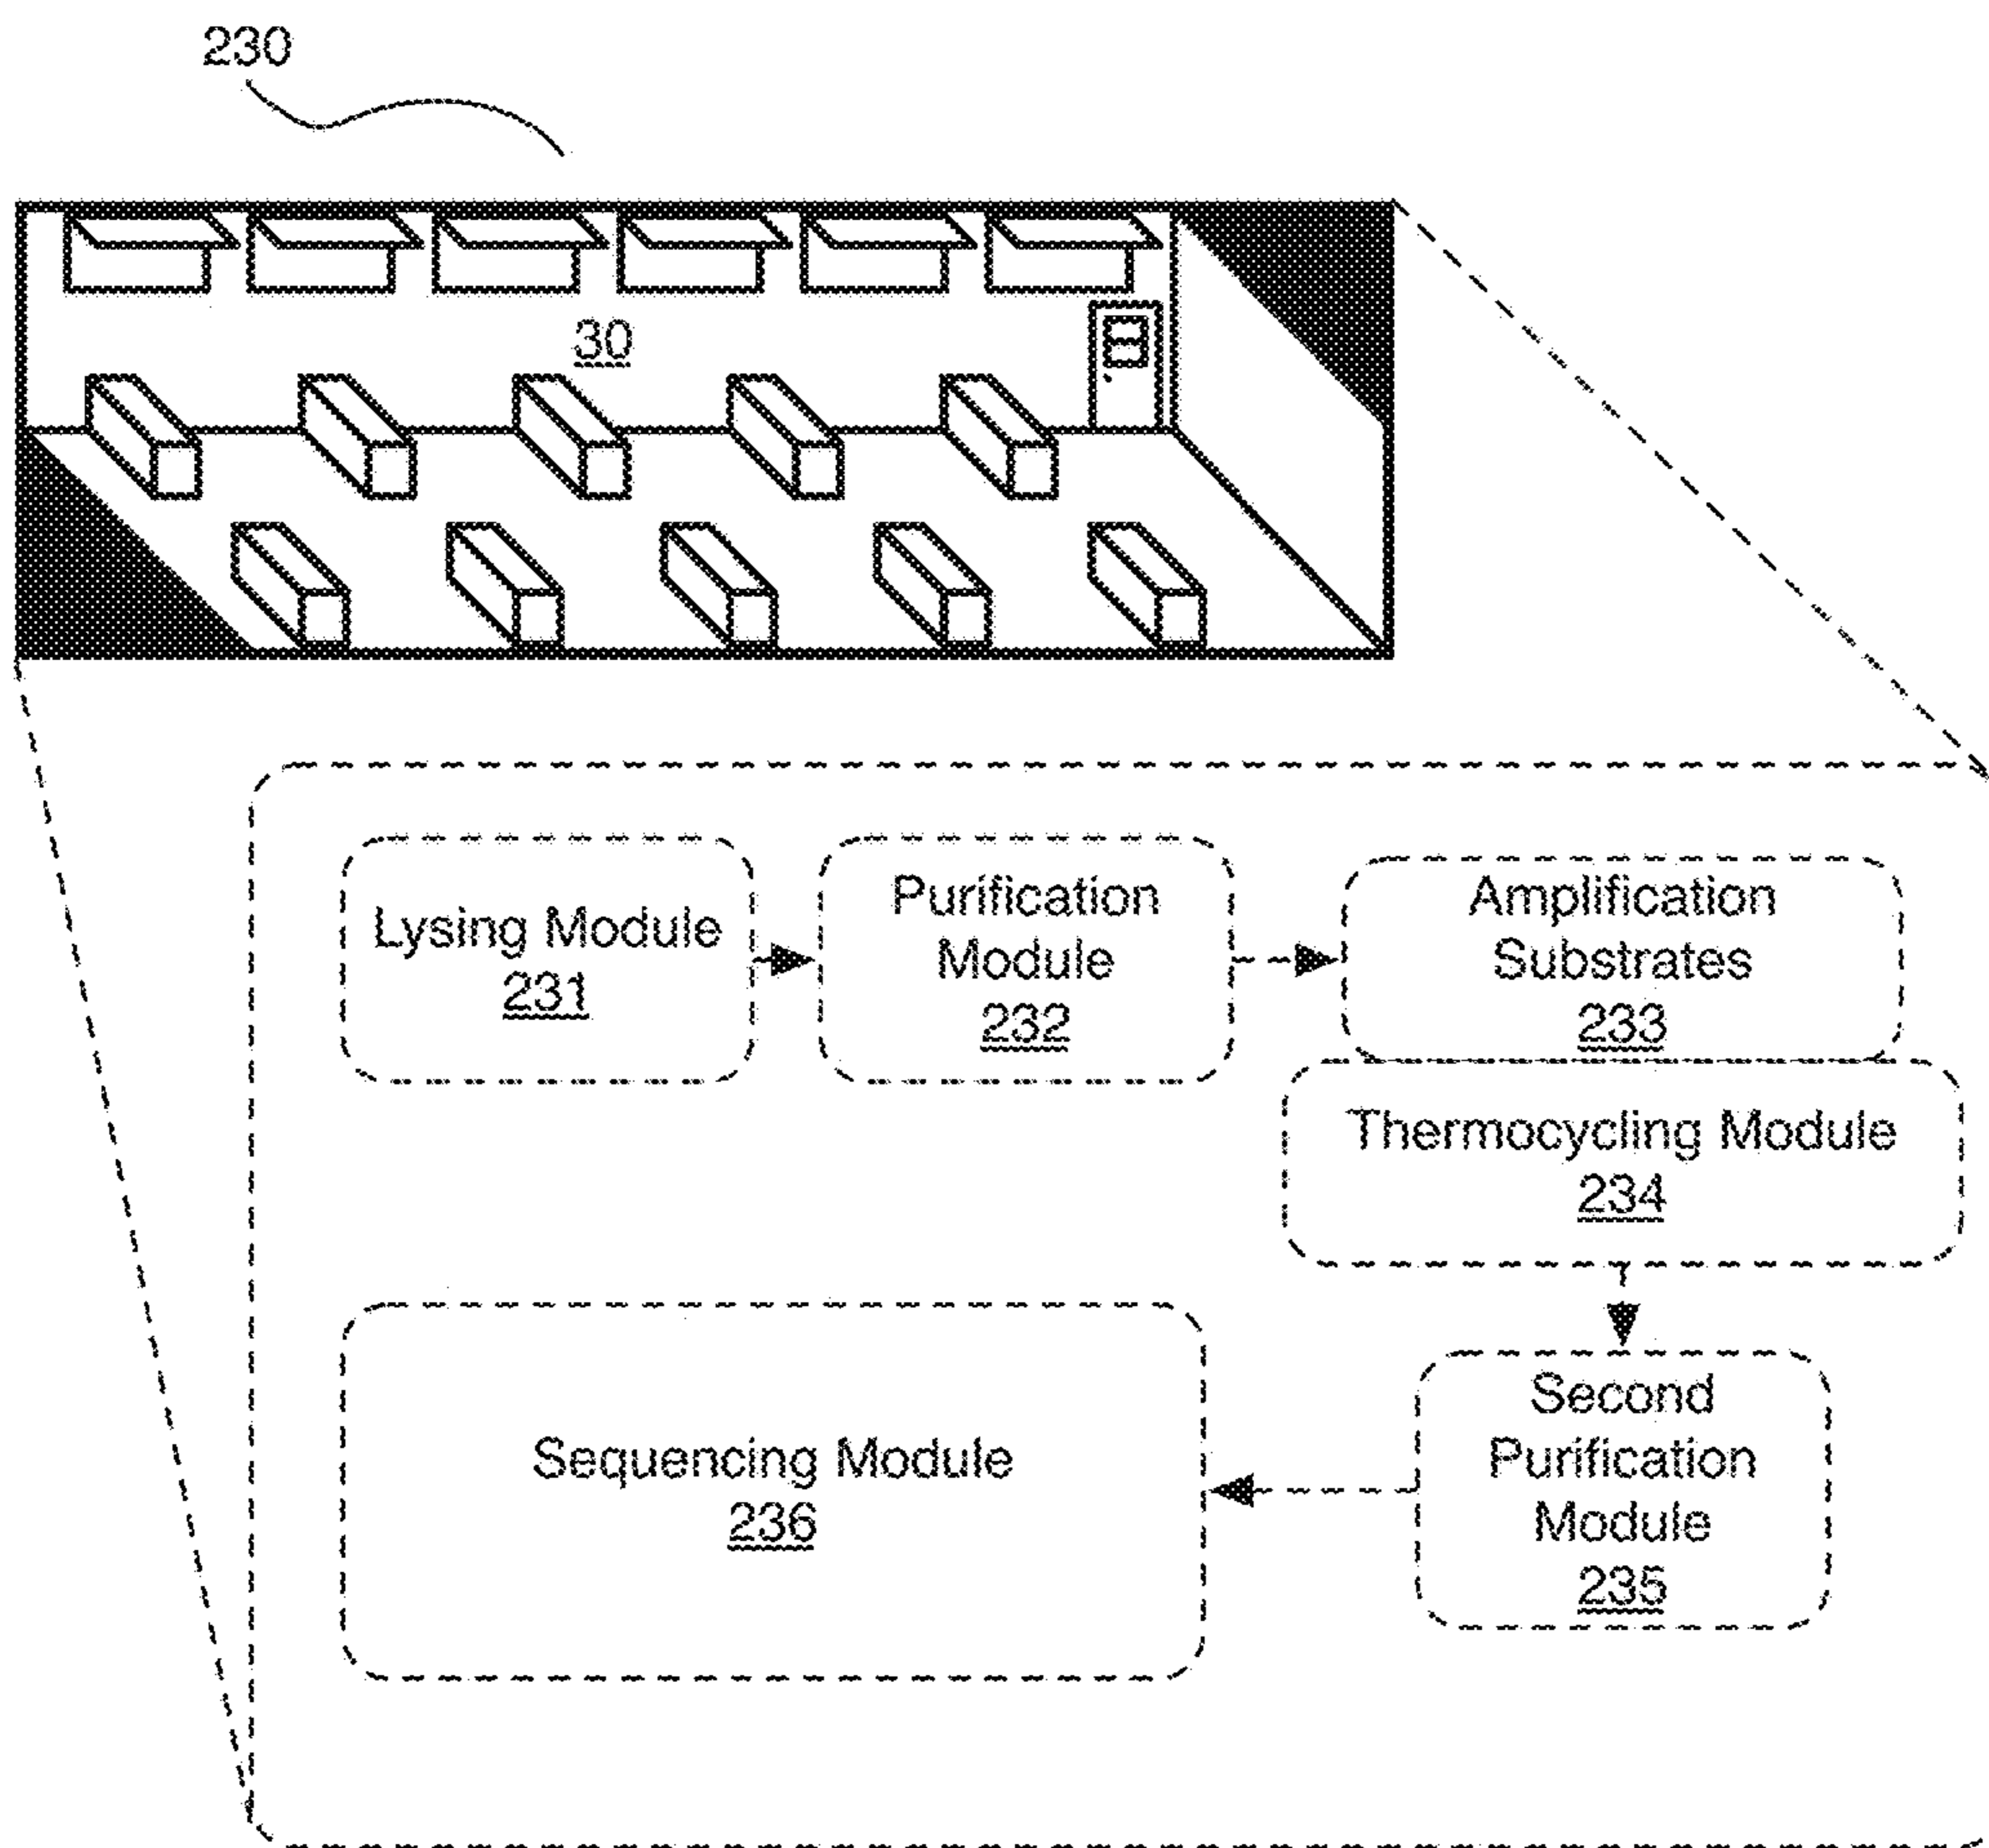 230
30
Lysing Module
231
Purification
Module
232
Amplification
Substrates
233
Thermocycling Module
234
Second
Purification
Module
235
Sequencing Module
236